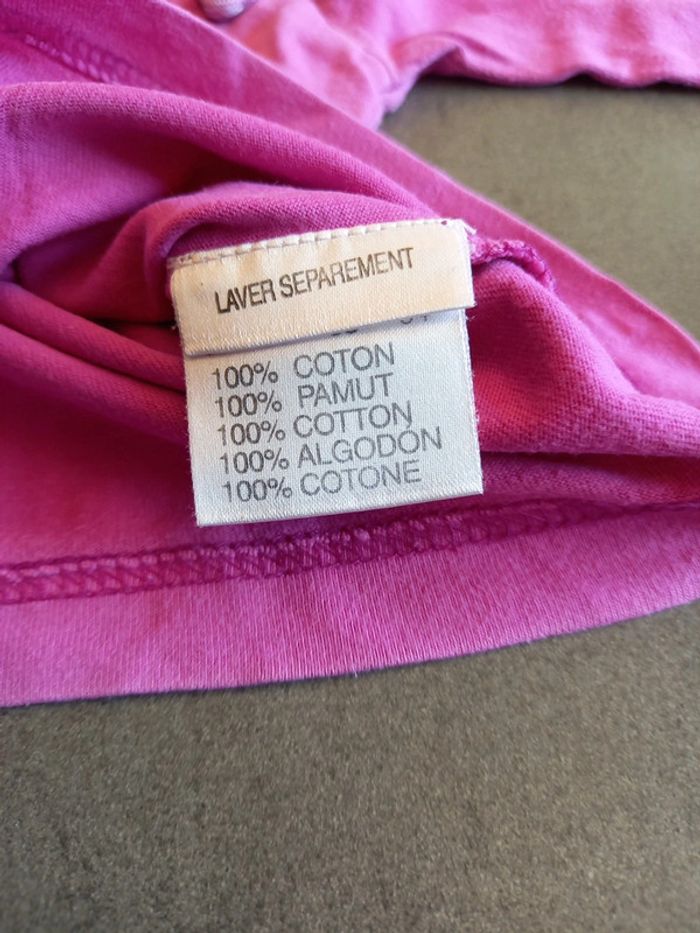 LAVER SEPAREMENT
100% COTON
100% PAMUT
100% COTTON
100% ALGODÓN
100% COTONE